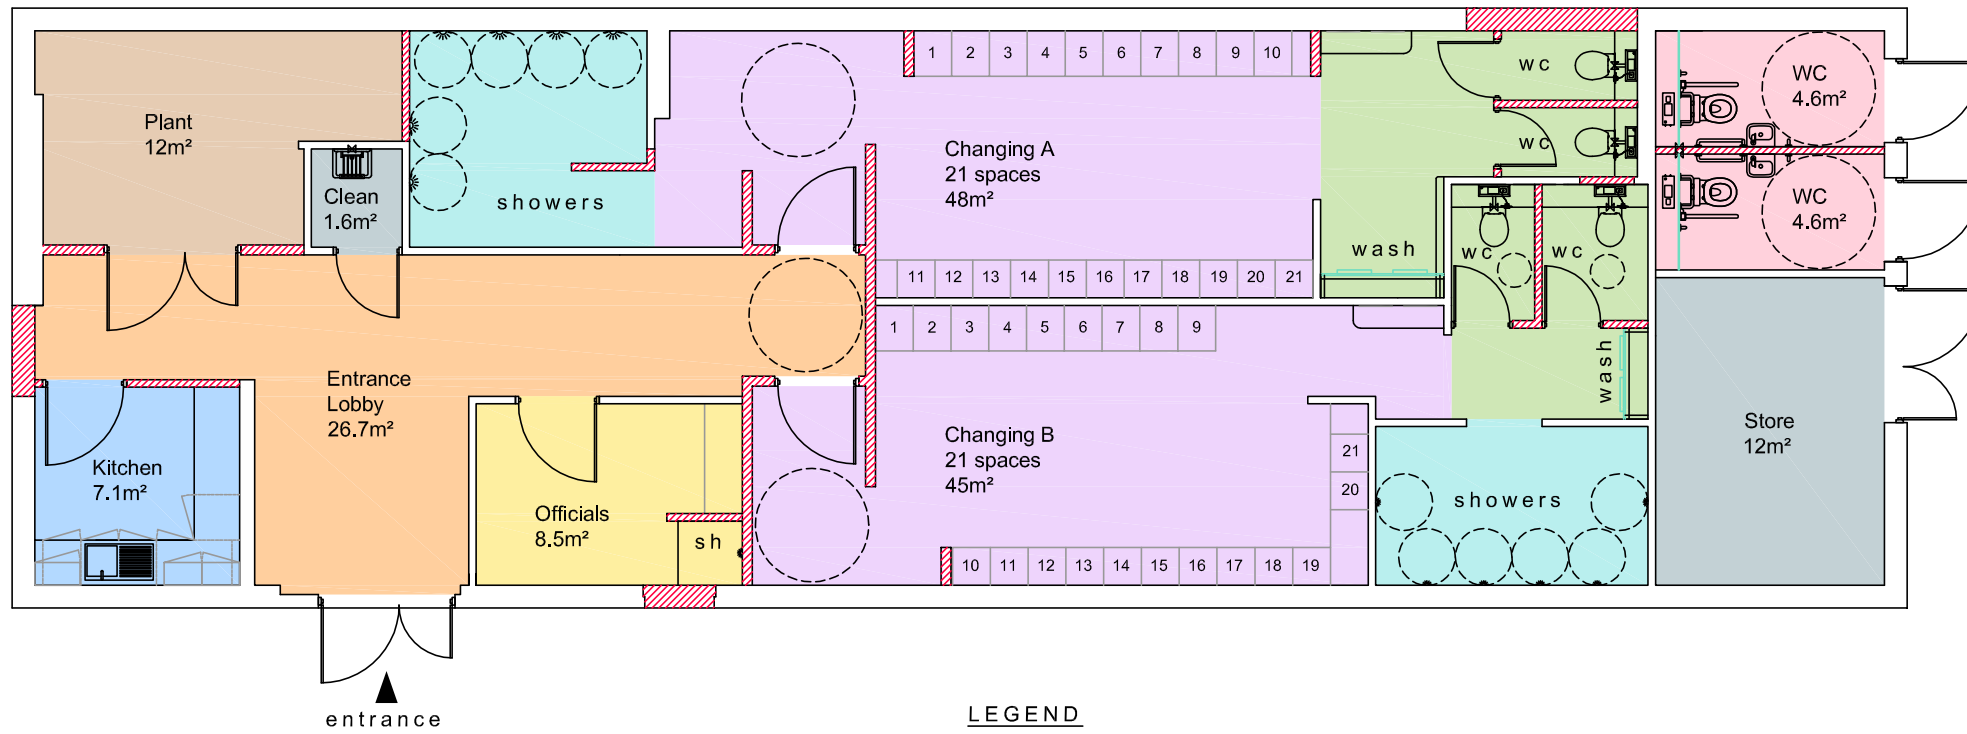 Plant
12m²
Clean
1.6m²
showers
Changing A
21 spaces
48m²
1 2 3 4 5 6 7 8 9 10
11 12 13 14 15 16 17 18 19 20 21
wash
wc
wc
wc
wc
wash
WC
4.6m²
WC
4.6m²
Entrance
Lobby
26.7m²
Kitchen
7.1m²
Officials
8.5m²
sh
1 2 3 4 5 6 7 8 9
Changing B
21 spaces
45m²
21
20
10 11 12 13 14 15 16 17 18 19
showers
Store
12m²
entrance
LEGEND